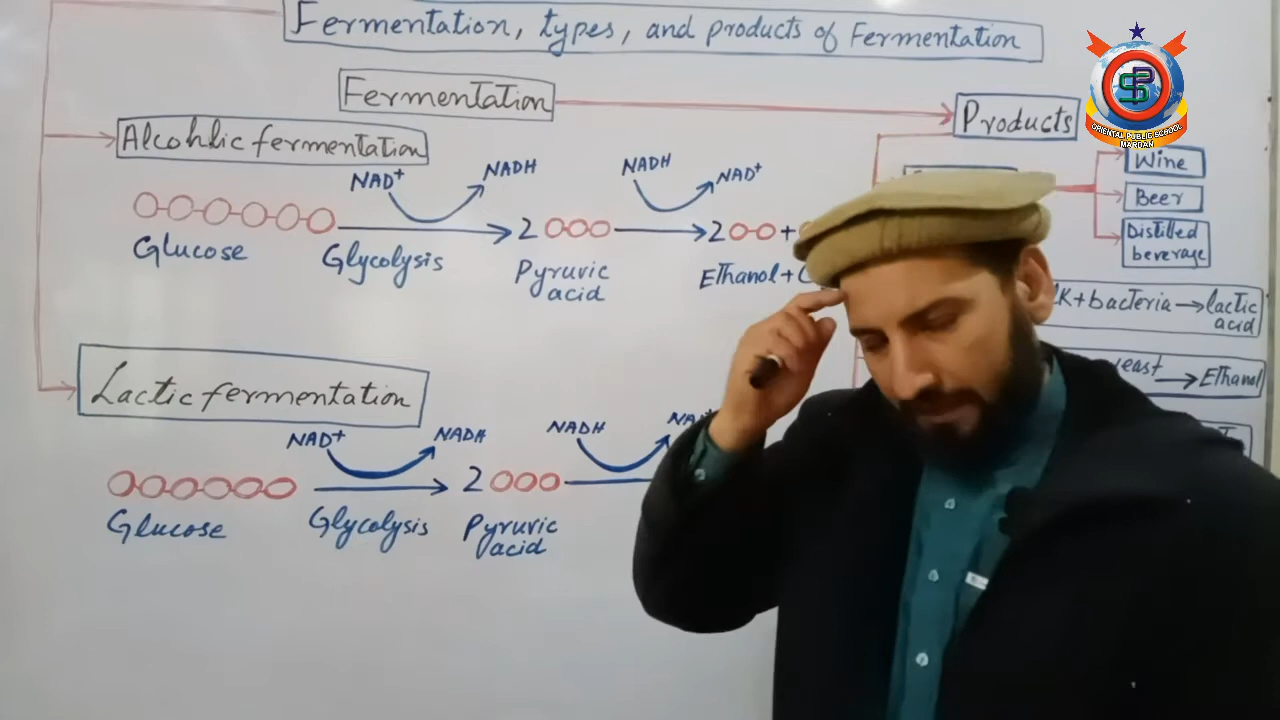 Fermentation, types, and products of Fermentation
Fermentation
Products
Alcohlic fermentation
NAD+
NADH
NADH
NAD+
2
2
+
Glucose
Glycolysis
Pyruvic
acid
Ethanol +
Wine
Beer
Distilled
beverage
+ bacteria → lactic
acid
→ Ethanol
Lactic fermentation
NAD+
NADH
NADH
2
Glucose
Glycolysis
Pyruvic
acid
SP
ORIENTAL PUBLIC SCHOOL
MARDAN